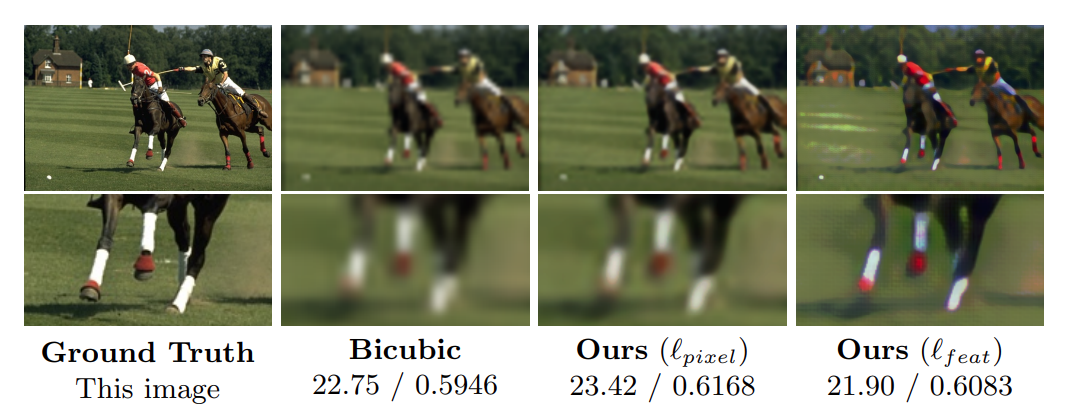 Ground Truth
This image
Bicubic
22.75 / 0.5946
Ours (ℓpixel)
23.42 / 0.6168
Ours (ℓfeat)
21.90 / 0.6083